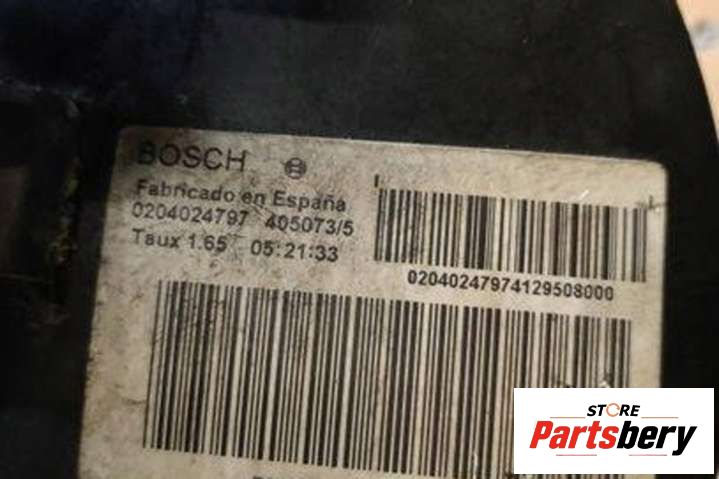 BOSCH
Fabricado en España
0204024797 405073/5
Taux 1.65 05:21:33
02040247974129508000
STORE
Partsbery